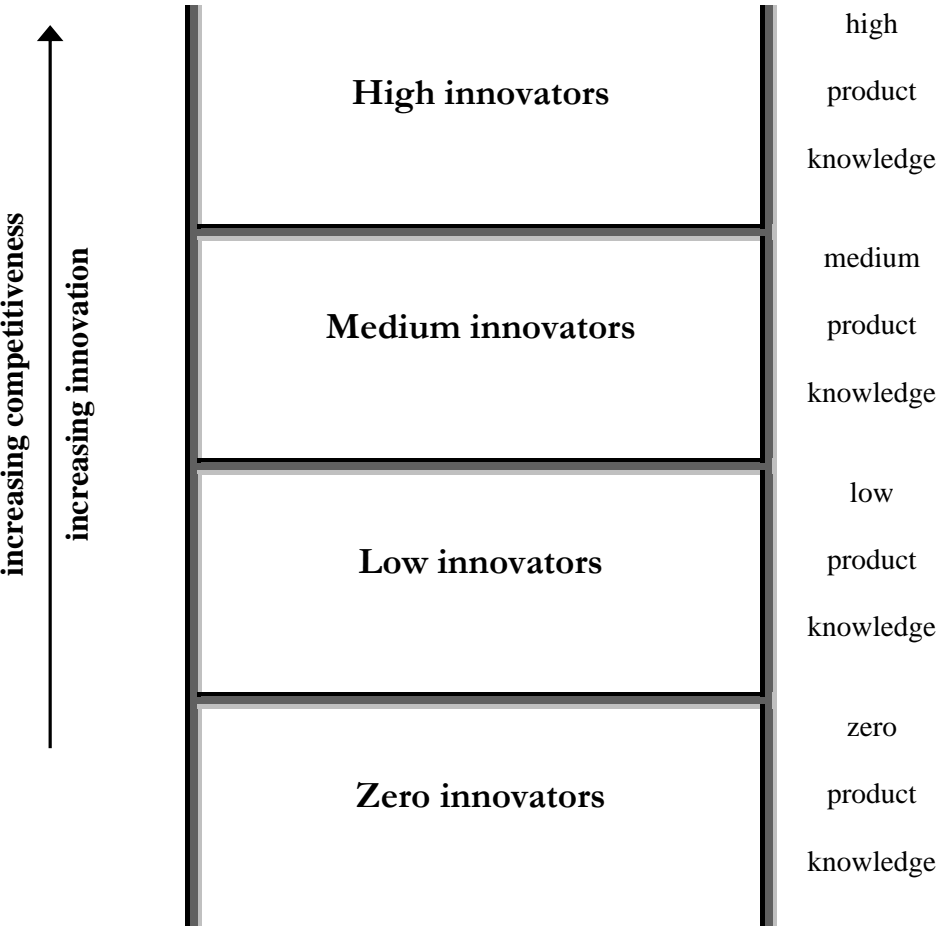 increasing competitiveness
increasing innovation
High innovators
high
product
knowledge
Medium innovators
medium
product
knowledge
Low innovators
low
product
knowledge
Zero innovators
zero
product
knowledge